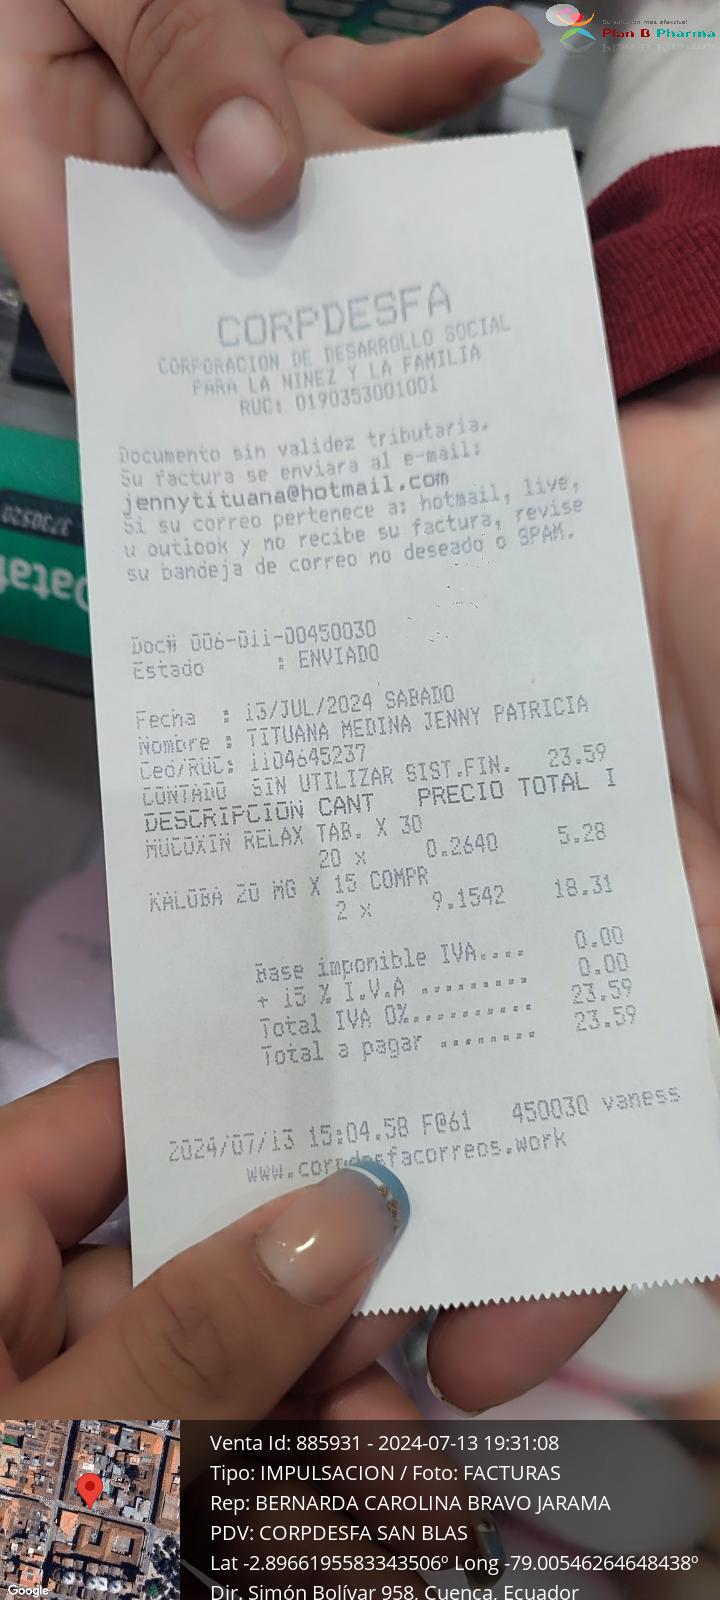 Su solución más efectiva!
Plan B Pharma
CORPDESFA
CORPORACION DE DESARROLLO SOCIAL
PARA LA NINEZ Y LA FAMILIA
RUC: 0190353001001
Documento sin validez tributaria.
Su factura se enviara al e-mail:
jennytituana@hotmail.com
Si su correo pertenece a: hotmail, live,
u outlook y no recibe su factura, revise
su bandeja de correo no deseado o SPAM.
Doc# 006-011-00450030
Estado : ENVIADO
Fecha : 13/JUL/2024 SABADO
Nombre : TITUANA MEDINA JENNY PATRICIA
Ced/RUC: 1104645237
CONTADO SIN UTILIZAR SIST.FIN. 23.59
DESCRIPCION CANT PRECIO TOTAL I
MULOXIN RELAX TAB. X 30
20 x 0.2640 5.28
KALOBA 20 MG X 15 COMPR
2 x 9.1542 18.31
Base imponible IVA.... 0.00
+ 15 % I.V.A ......... 0.00
Total IVA 0%.......... 23.59
Total a pagar ........ 23.59
2024/07/13 15:04.58 F@61 450030 vaness
www.corpdesfacorreos.work
Google
Venta Id: 885931 - 2024-07-13 19:31:08
Tipo: IMPULSACION / Foto: FACTURAS
Rep: BERNARDA CAROLINA BRAVO JARAMA
PDV: CORPDESFA SAN BLAS
Lat -2.8966195583343506º Long -79.00546264648438º
Dir. Simón Bolívar 958, Cuenca, Ecuador